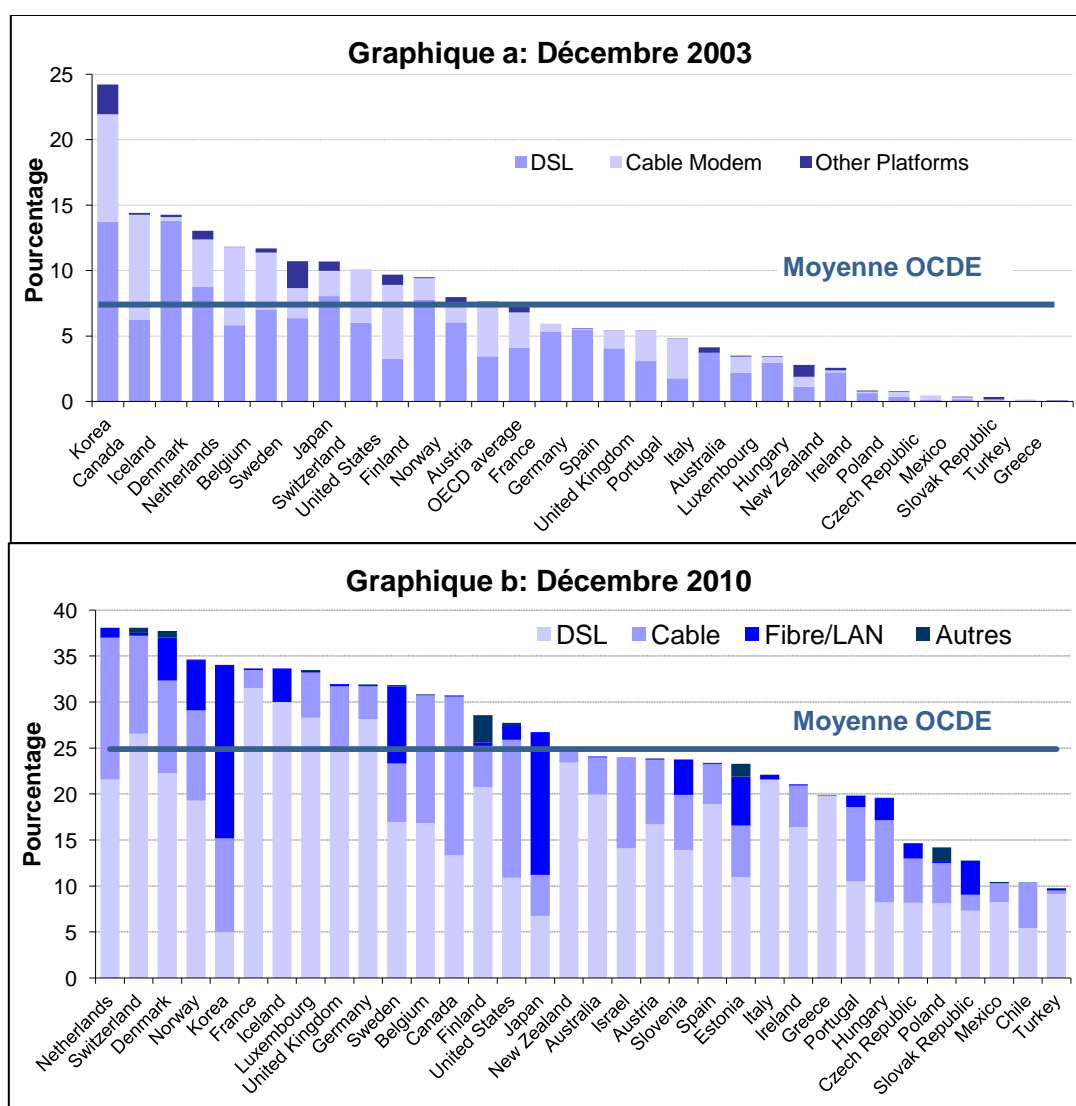 Graphique a: Décembre 2003
Pourcentage
25
20
15
10
5
0
DSL Cable Modem Other Platforms
Moyenne OCDE
Korea
Canada
Iceland
Denmark
Netherlands
Belgium
Sweden
Japan
Switzerland
United States
Finland
Norway
Austria
OECD average
France
Germany
Spain
United Kingdom
Portugal
Italy
Australia
Luxembourg
Hungary
New Zealand
Ireland
Poland
Czech Republic
Mexico
Slovak Republic
Turkey
Greece
Graphique b: Décembre 2010
Pourcentage
40
35
30
25
20
15
10
5
0
DSL Cable Fibre/LAN Autres
Moyenne OCDE
Netherlands
Switzerland
Denmark
Norway
Korea
France
Iceland
Luxembourg
United Kingdom
Germany
Sweden
Belgium
Canada
Finland
United States
Japan
New Zealand
Australia
Israel
Austria
Slovenia
Spain
Estonia
Italy
Ireland
Greece
Portugal
Hungary
Czech Republic
Poland
Slovak Republic
Mexico
Chile
Turkey